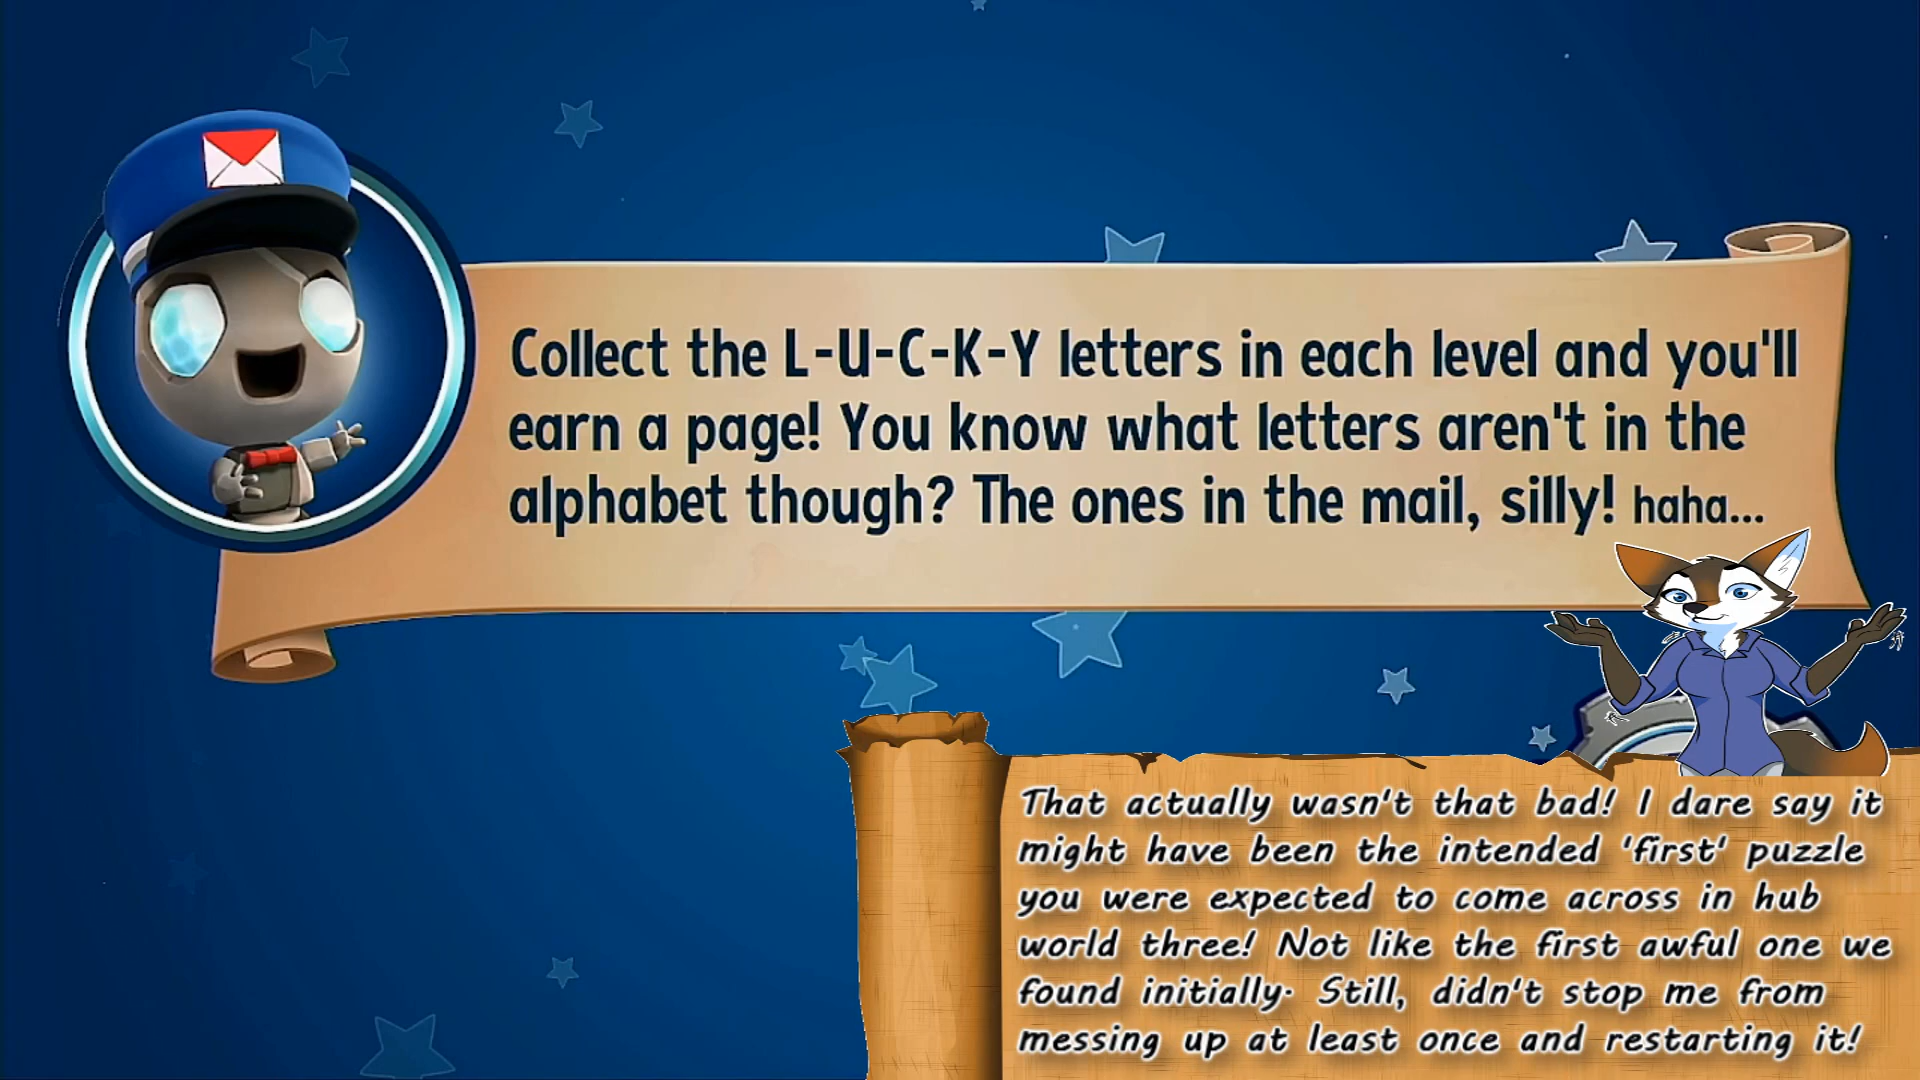 Collect the L-U-C-K-Y letters in each level and you'll
earn a page! You know what letters aren't in the
alphabet though? The ones in the mail, silly! haha...
That actually wasn't that bad! I dare say it
might have been the intended 'first' puzzle
you were expected to come across in hub
world three! Not like the first awful one we
found initially. Still, didn't stop me from
messing up at least once and restarting it!